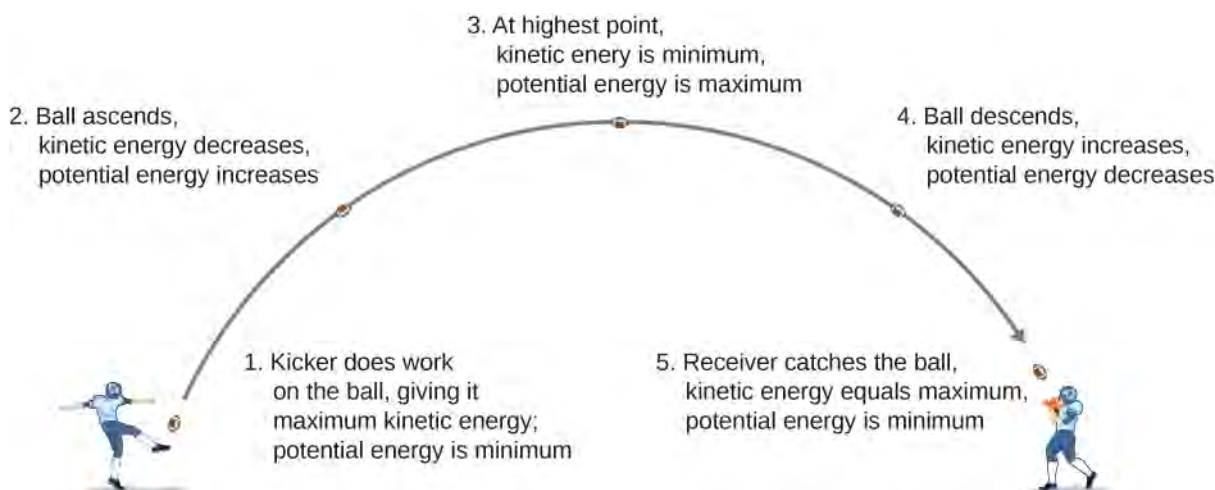 1. Kicker does work
on the ball, giving it
maximum kinetic energy;
potential energy is minimum
2. Ball ascends,
kinetic energy decreases,
potential energy increases
3. At highest point,
kinetic enery is minimum,
potential energy is maximum
4. Ball descends,
kinetic energy increases,
potential energy decreases
5. Receiver catches the ball,
kinetic energy equals maximum,
potential energy is minimum